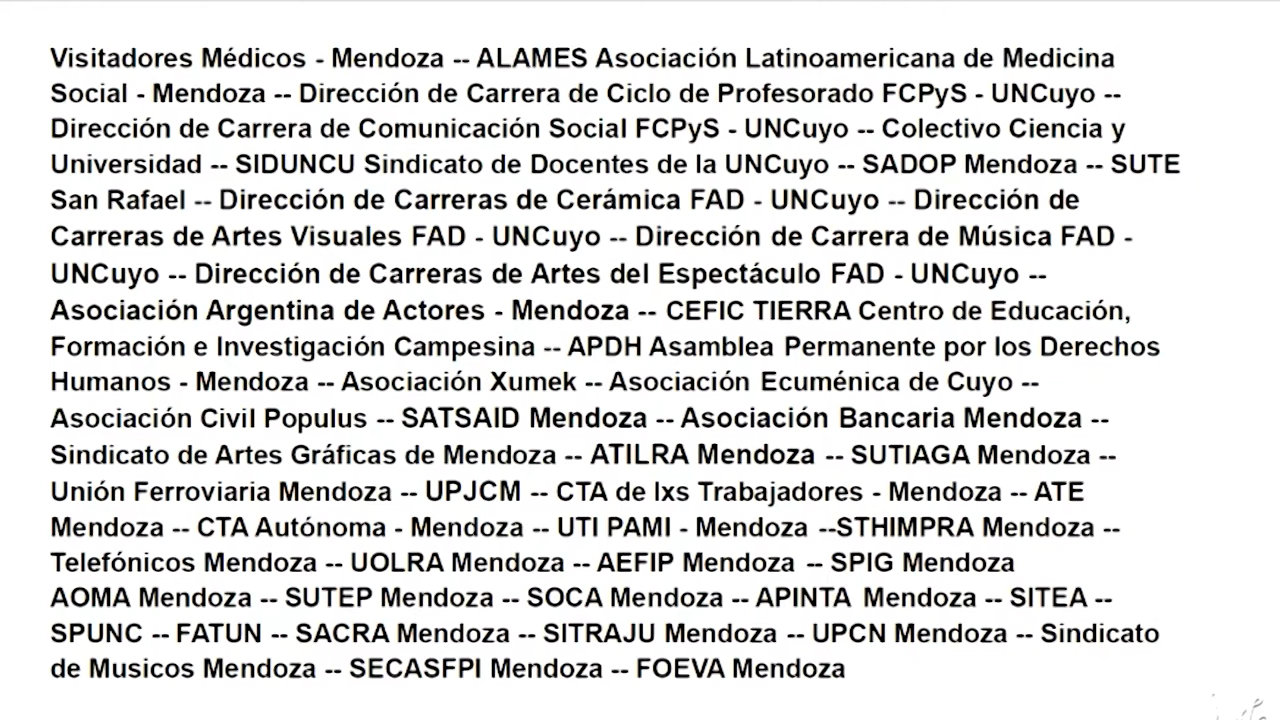 Visitadores Médicos - Mendoza -- ALAMES Asociación Latinoamericana de Medicina
Social - Mendoza -- Dirección de Carrera de Ciclo de Profesorado FCPyS - UNCuyo --
Dirección de Carrera de Comunicación Social FCPyS - UNCuyo -- Colectivo Ciencia y
Universidad -- SIDUNCU Sindicato de Docentes de la UNCuyo -- SADOP Mendoza -- SUTE
San Rafael -- Dirección de Carreras de Cerámica FAD - UNCuyo -- Dirección de
Carreras de Artes Visuales FAD - UNCuyo -- Dirección de Carrera de Música FAD -
UNCuyo -- Dirección de Carreras de Artes del Espectáculo FAD - UNCuyo --
Asociación Argentina de Actores - Mendoza -- CEFIC TIERRA Centro de Educación,
Formación e Investigación Campesina -- APDH Asamblea Permanente por los Derechos
Humanos - Mendoza -- Asociación Xumek -- Asociación Ecuménica de Cuyo --
Asociación Civil Populus -- SATSAID Mendoza -- Asociación Bancaria Mendoza --
Sindicato de Artes Gráficas de Mendoza -- ATILRA Mendoza -- SUTIAGA Mendoza --
Unión Ferroviaria Mendoza -- UPJCM -- CTA de lxs Trabajadores - Mendoza -- ATE
Mendoza -- CTA Autónoma - Mendoza -- UTI PAMI - Mendoza --STHIMPRA Mendoza --
Telefónicos Mendoza -- UOLRA Mendoza -- AEFIP Mendoza -- SPIG Mendoza
AOMA Mendoza -- SUTEP Mendoza -- SOCA Mendoza -- APINTA Mendoza -- SITEA --
SPUNC -- FATUN -- SACRA Mendoza -- SITRAJU Mendoza -- UPCN Mendoza -- Sindicato
de Musicos Mendoza -- SECASFPI Mendoza -- FOEVA Mendoza